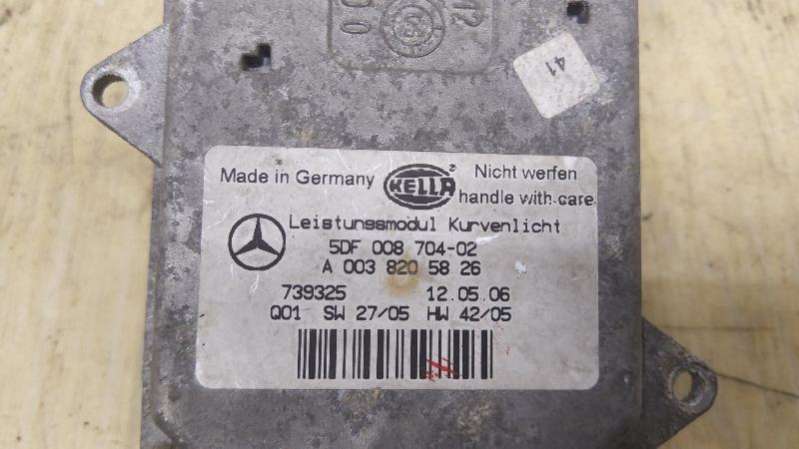 41
Made in Germany
HELLA
Nicht werfen
handle with care
Leistungsmodul Kurvenlicht
5DF 008 704-02
A 003 820 58 26
739325 12.05.06
Q01 SW 27/05 HW 42/05